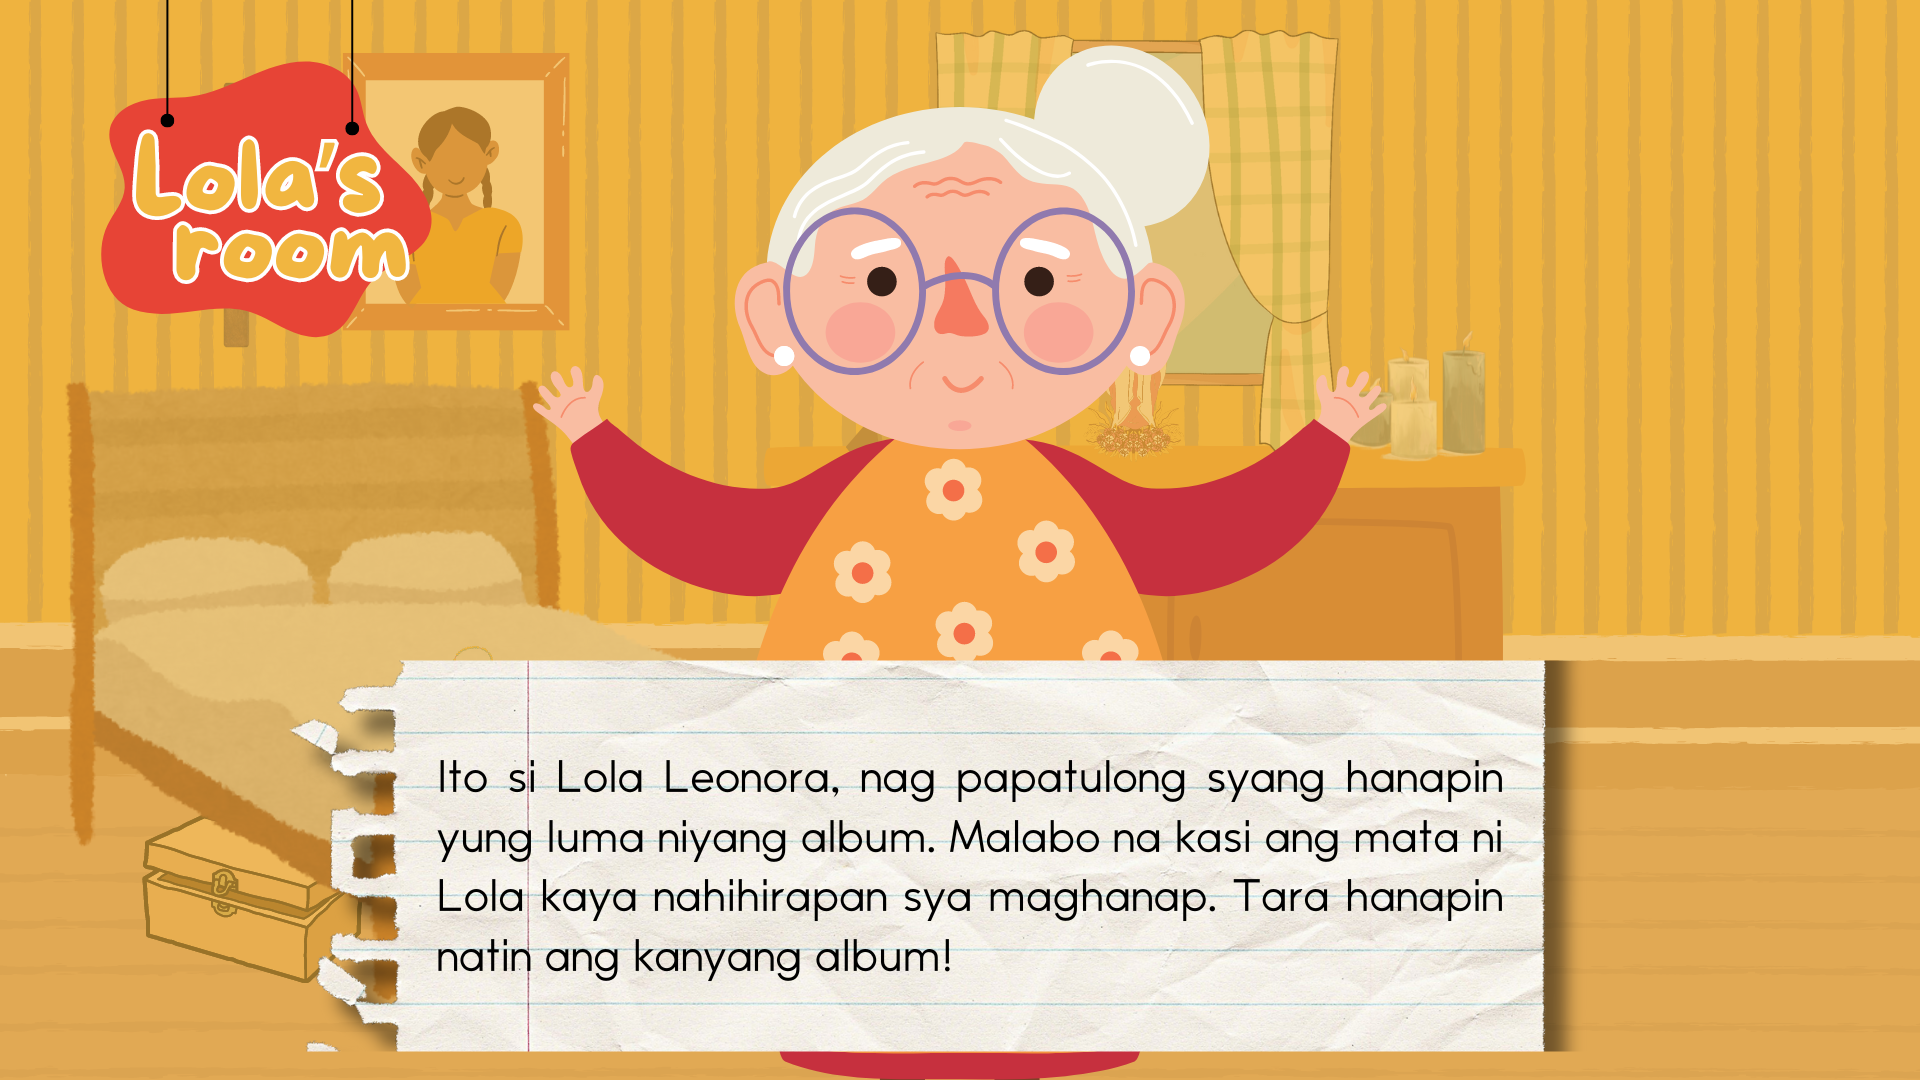 Lola's
room
Ito si Lola Leonora, nag papatulong syang hanapin
yung luma niyang album. Malabo na kasi ang mata ni
Lola kaya nahihirapan sya maghanap. Tara hanapin
natin ang kanyang album!